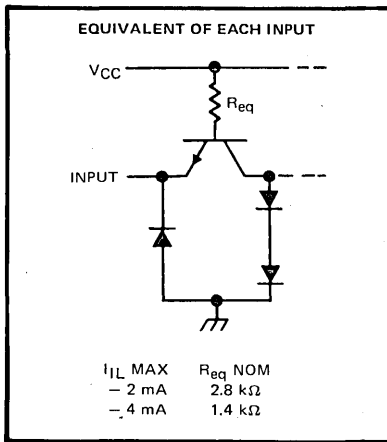 EQUIVALENT OF EACH INPUT
VCC
Req
INPUT
IIL MAX Req NOM
– 2 mA 2.8 kΩ
– 4 mA 1.4 kΩ